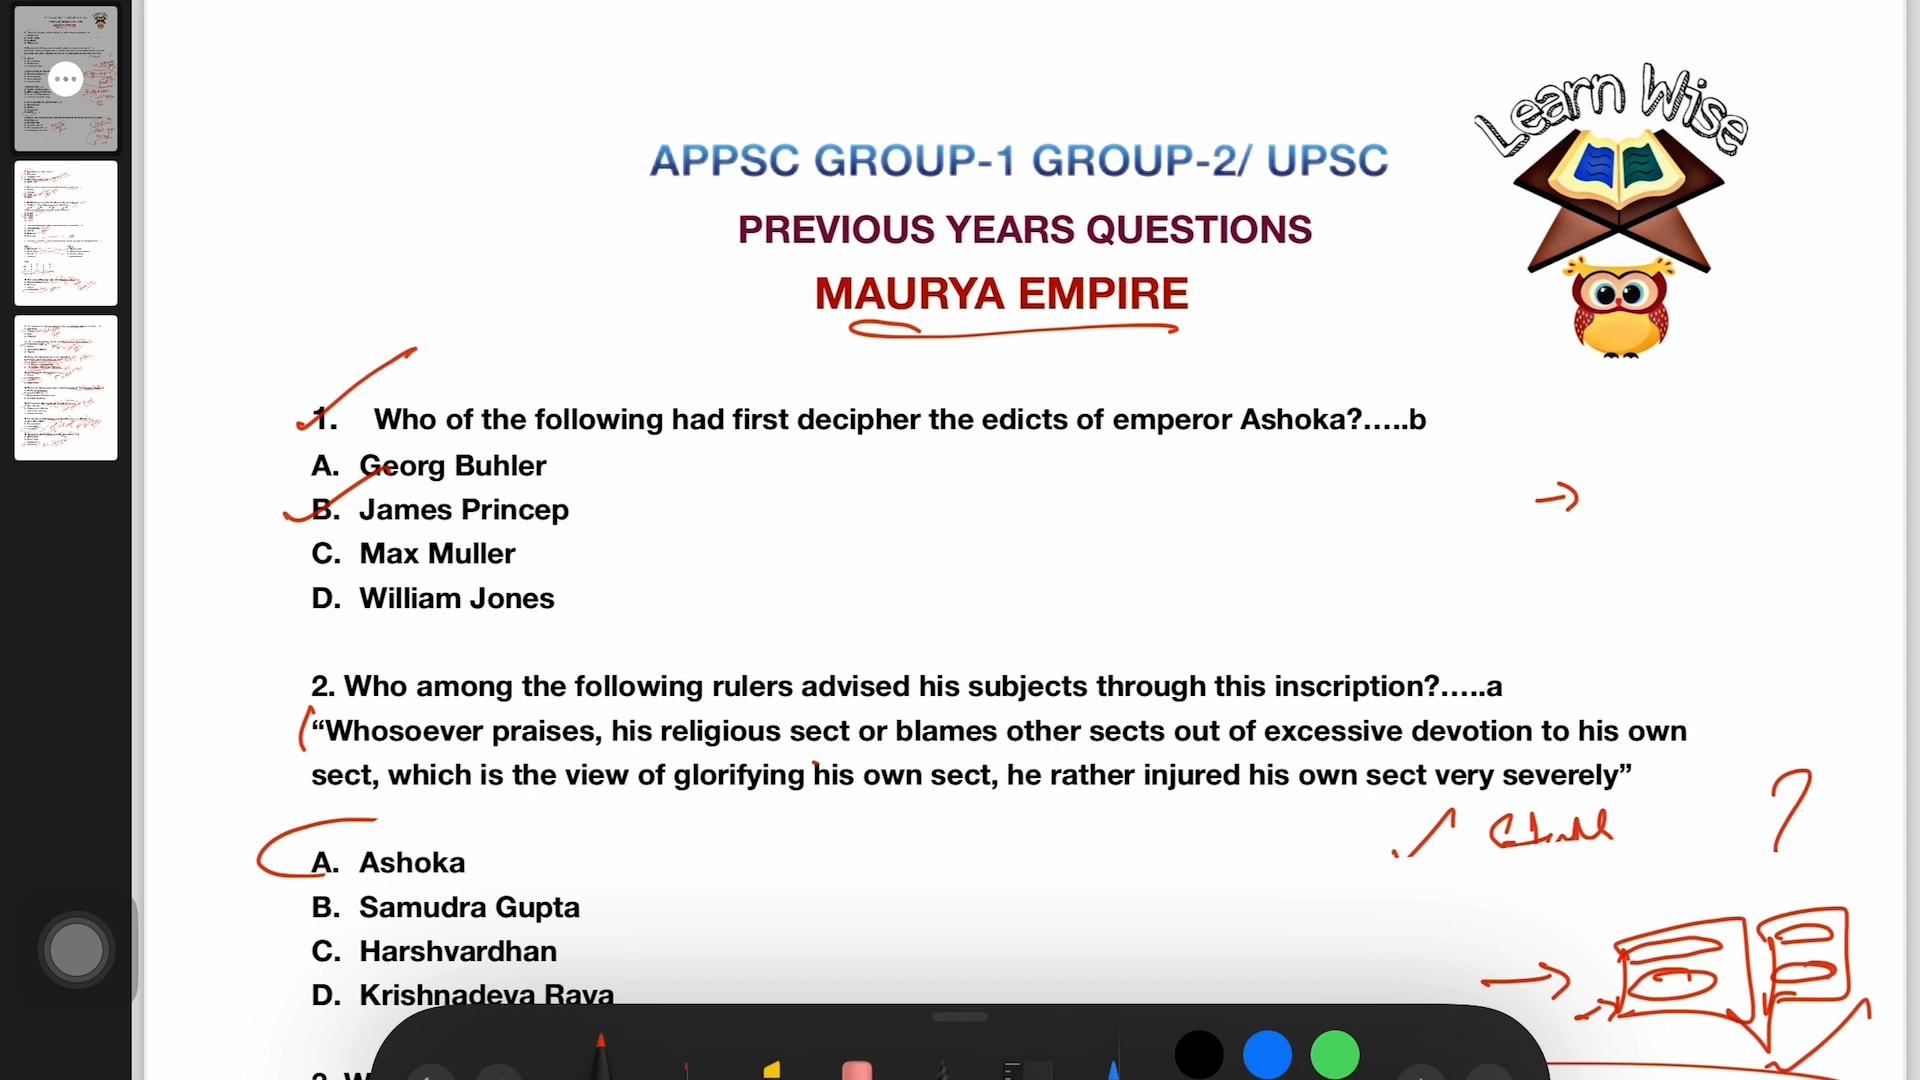 Learn Wise
APPSC GROUP-1 GROUP-2/ UPSC
PREVIOUS YEARS QUESTIONS
MAURYA EMPIRE
1. Who of the following had first decipher the edicts of emperor Ashoka?.....b
A. Georg Buhler
B. James Princep
C. Max Muller
D. William Jones
2. Who among the following rulers advised his subjects through this inscription?.....a
“Whosoever praises, his religious sect or blames other sects out of excessive devotion to his own
sect, which is the view of glorifying his own sect, he rather injured his own sect very severely”
?
A. Ashoka
B. Samudra Gupta
C. Harshvardhan
D. Krishnadeva Raya